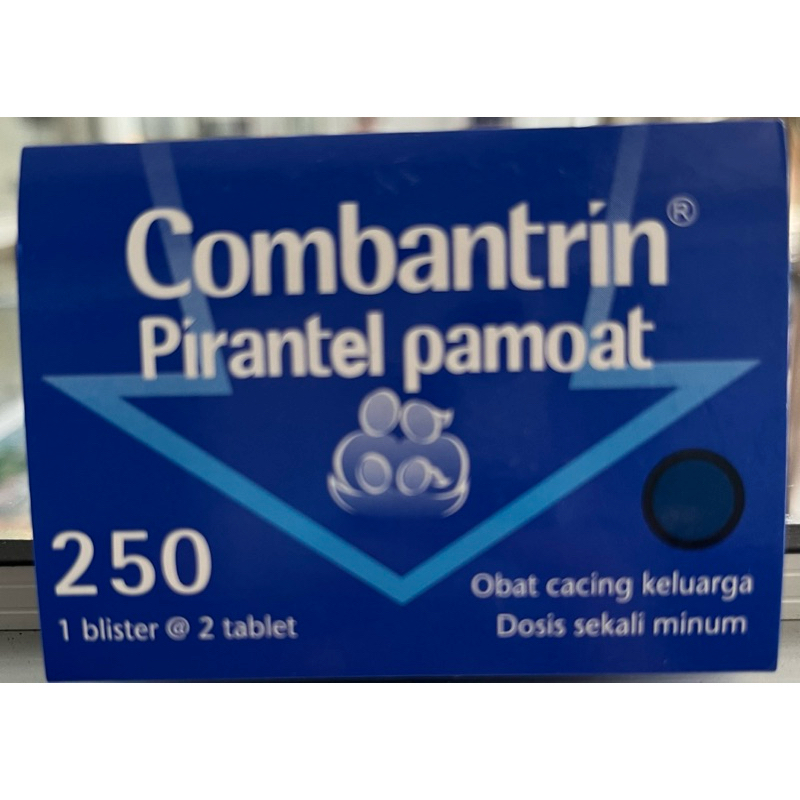 Combantrin®
Pirantel pamoat
250
1 blister @ 2 tablet
Obat cacing keluarga
Dosis sekali minum